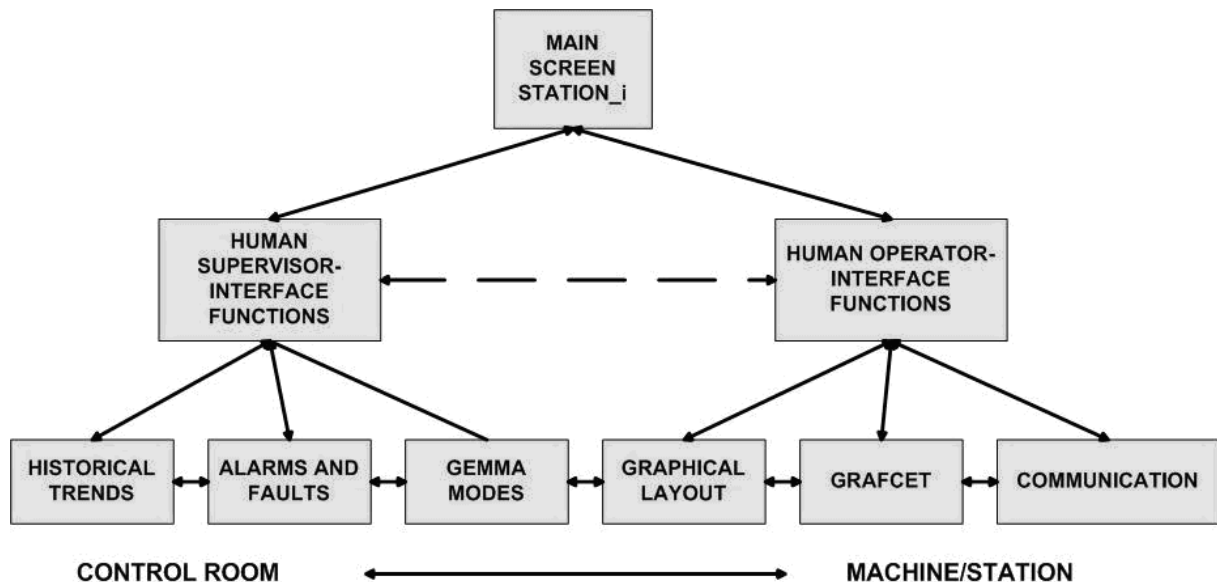 MAIN
SCREEN
STATION_i
HUMAN
SUPERVISOR-
INTERFACE
FUNCTIONS
HUMAN OPERATOR-
INTERFACE
FUNCTIONS
HISTORICAL
TRENDS
ALARMS AND
FAULTS
GEMMA
MODES
GRAPHICAL
LAYOUT
GRAFCET
COMMUNICATION
CONTROL ROOM
MACHINE/STATION